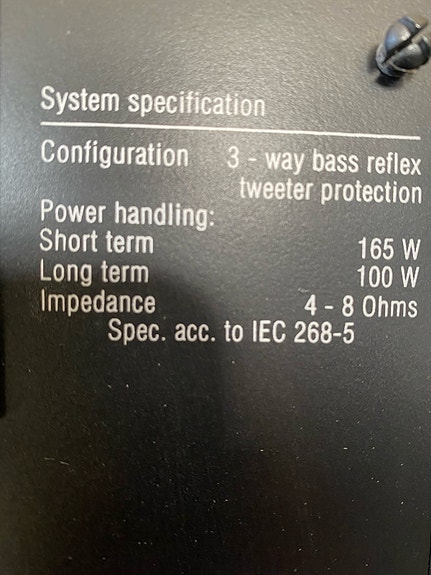 System specification
Configuration 3 - way bass reflex
tweeter protection
Power handling:
Short term 165 W
Long term 100 W
Impedance 4 - 8 Ohms
Spec. acc. to IEC 268-5